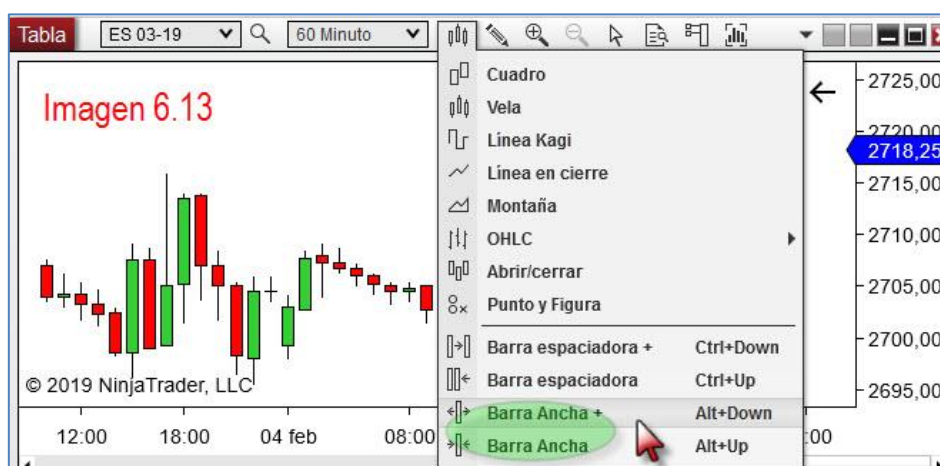 Tabla ES 03-19 60 Minuto
Imagen 6.13
Cuadro
Vela
Línea Kagi
Línea en cierre
Montaña
OHLC
Abrir/cerrar
Punto y Figura
Barra espaciadora + Ctrl+Down
Barra espaciadora Ctrl+Up
Barra Ancha + Alt+Down
Barra Ancha Alt+Up
2725,00
2720,00
2718,25
2715,00
2710,00
2705,00
2700,00
2695,00
© 2019 NinjaTrader, LLC
12:00 18:00 04 feb 08:00 :00